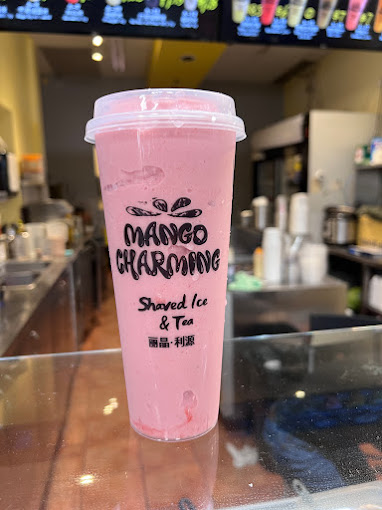 MANGO
CHARMING
Shaved Ice
& Tea
丽晶·利源